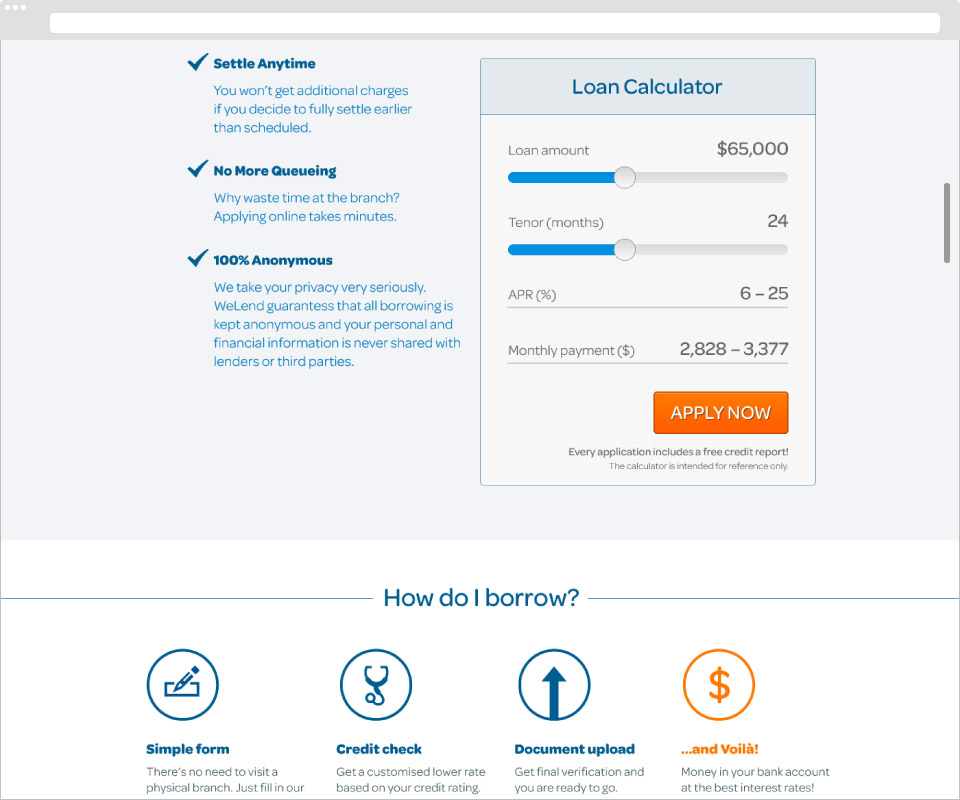 Settle Anytime
You won't get additional charges
if you decide to fully settle earlier
than scheduled.
No More Queueing
Why waste time at the branch?
Applying online takes minutes.
100% Anonymous
We take your privacy very seriously.
WeLend guarantess that all borrowing is
kept anonymous and your personal and
financial information is never shared with
lenders or third parties.
Loan Calculator
Loan amount $65,000
Tenor (months) 24
APR (%) 6 – 25
Monthly payment ($) 2,828 – 3,377
APPLY NOW
Every application includes a free credit report!
The calculator is intended for reference only.
How do I borrow?
$
Simple form
There's no need to visit a
physical branch. Just fill in our
Credit check
Get a customised lower rate
based on your credit rating.
Document upload
Get final verification and
you are ready to go.
...and Voilà!
Money in your bank account
at the best interest rates!